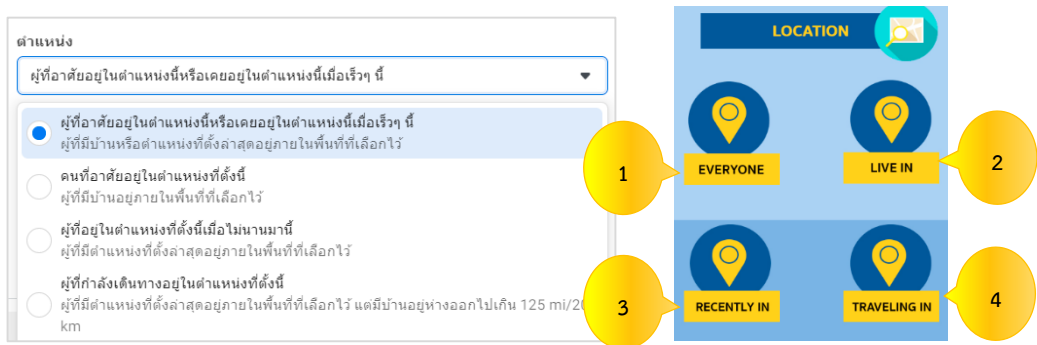 ตำแหน่ง
ผู้ที่อาศัยอยู่ในตำแหน่งนี้หรือเคยอยู่ในตำแหน่งนี้เมื่อเร็วๆ นี้
ผู้ที่อาศัยอยู่ในตำแหน่งนี้หรือเคยอยู่ในตำแหน่งนี้เมื่อเร็วๆ นี้
ผู้ที่มีบ้านหรือตำแหน่งที่ตั้งล่าสุดอยู่ภายในพื้นที่ที่เลือกไว้
คนที่อาศัยอยู่ในตำแหน่งที่ตั้งนี้
ผู้ที่มีบ้านอยู่ภายในพื้นที่ที่เลือกไว้
ผู้ที่อยู่ในตำแหน่งที่ตั้งนี้เมื่อไม่นานมานี้
ผู้ที่มีตำแหน่งที่ตั้งล่าสุดอยู่ภายในพื้นที่ที่เลือกไว้
ผู้ที่กำลังเดินทางอยู่ในตำแหน่งที่ตั้งนี้
ผู้ที่มีตำแหน่งที่ตั้งล่าสุดอยู่ภายในพื้นที่ที่เลือกไว้ แต่มีบ้านอยู่ห่างออกไปเกิน 125 mi/
km
LOCATION
1
EVERYONE
LIVE IN
2
3
RECENTLY IN
TRAVELING IN
4